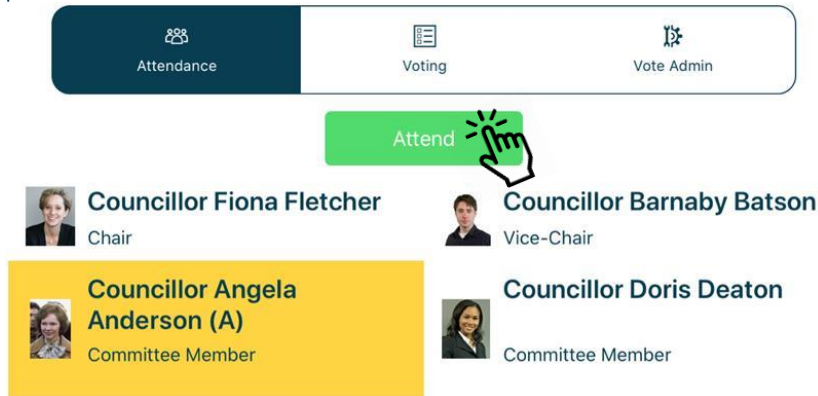 Attendance
Voting
Vote Admin
Attend
Councillor Fiona Fletcher
Chair
Councillor Barnaby Batson
Vice-Chair
Councillor Angela
Anderson (A)
Committee Member
Councillor Doris Deaton
Committee Member